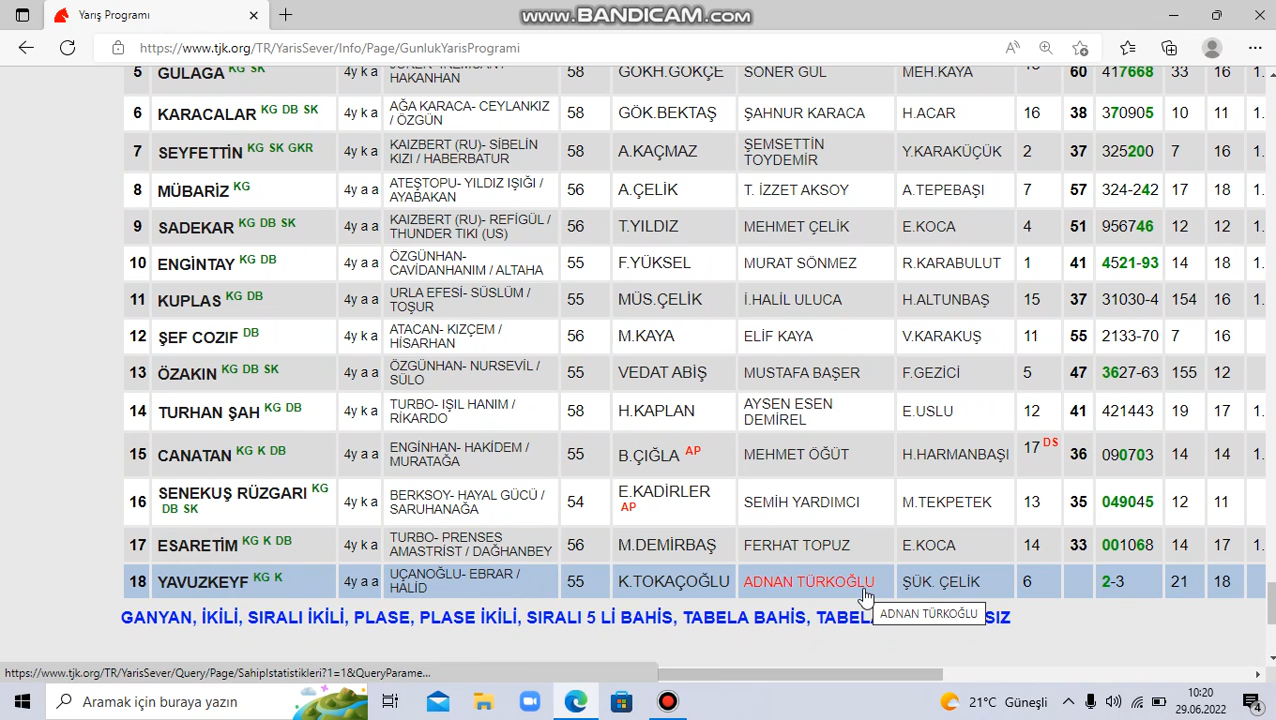 Yarış Programı
www.BANDICAM.com
https://www.tjk.org/TR/YarisSever/Info/Page/GunlukYarisProgrami
5 GÜLAĞA KG SK 4y k a HAKANHAN 58 GÖKH.GÖKÇE SONER GÜL MEH.KAYA 60 417668 33 16 1.
6 KARACALAR KG DB SK 4y k a AĞA KARACA- CEYLANKIZ / ÖZGÜN 58 GÖK.BEKTAŞ ŞAHNUR KARACA H.ACAR 16 38 370905 10 11 1.
7 SEYFETTİN KG SK GKR 4y k a KAIZBERT (RU)- SİBELİN KIZI / HABERBATUR 58 A.KAÇMAZ ŞEMSETTİN TOYDEMİR Y.KARAKÜÇÜK 2 37 325200 7 16 1.
8 MÜBARİZ KG 4y a a ATEŞTOPU- YILDIZ IŞIĞI / AYABAKAN 56 A.ÇELİK T. İZZET AKSOY A.TEPEBAŞI 7 57 324-242 17 18 1.
9 SADEKAR KG DB SK 4y a a KAIZBERT (RU)- REFİGÜL / THUNDER TIKI (US) 56 T.YILDIZ MEHMET ÇELİK E.KOCA 4 51 956746 12 12 1.
10 ENGİNTAY KG DB 4y a a ÖZGÜNHAN- CAVİDANHANIM / ALTAHA 55 F.YÜKSEL MURAT SÖNMEZ R.KARABULUT 1 41 4521-93 14 18 1.
11 KUPLAS KG DB 4y a a URLA EFESİ- SÜSLÜM / TOŞUR 55 MÜS.ÇELİK İ.HALİL ULUCA H.ALTUNBAŞ 15 37 31030-4 154 16 1.
12 ŞEF COZIF DB 4y k a ATACAN- KIZÇEM / HİSARHAN 56 M.KAYA ELİF KAYA V.KARAKUŞ 11 55 2133-70 7 16
13 ÖZAKIN KG DB SK 4y a a ÖZGÜNHAN- NURSEVİL / SÜLO 55 VEDAT ABİŞ MUSTAFA BAŞER F.GEZİCİ 5 47 3627-63 155 12
14 TURHAN ŞAH KG DB 4y k a TURBO- IŞIL HANIM / RİKARDO 58 H.KAPLAN AYSEN ESEN DEMİREL E.USLU 12 41 421443 19 17 1.
15 CANATAN KG K DB 4y a a ENGİNHAN- HAKİDEM / MURATAĞA 55 B.ÇIĞLA AP MEHMET ÖĞÜT H.HARMANBAŞI 17 DS 36 090703 14 14 1.
16 SENEKUŞ RÜZGARI KG DB SK 4y k a BERKSOY- HAYAL GÜCÜ / SARUHANAĞA 54 E.KADİRLER AP SEMİH YARDIMCI M.TEKPETEK 13 35 049045 12 11
17 ESARETİM KG K DB 4y k a TURBO- PRENSES AMASTRİST / DAĞHANBEY 56 M.DEMİRBAŞ FERHAT TOPUZ E.KOCA 14 33 001068 14 17 1.
18 YAVUZKEYF KG K 4y a a UÇANOĞLU- EBRAR / HALİD 55 K.TOKAÇOĞLU ADNAN TÜRKOĞLU ŞÜK. ÇELİK 6 2-3 21 18
ADNAN TÜRKOĞLU
GANYAN, İKİLİ, SIRALI İKİLİ, PLASE, PLASE İKİLİ, SIRALI 5 Lİ BAHİS, TABELA BAHİS,
https://www.tjk.org/TR/YarisSever/Query/Page/SahipIstatistikleri?1=1&QueryParame...
Aramak için buraya yazın
21°C Güneşli
10:20
29.06.2022
4